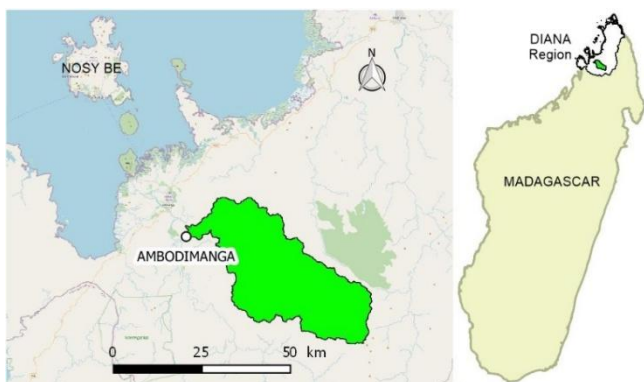 NOSY BE
N
AMBODIMANGA
0 25 50 km
DIANA
Region
MADAGASCAR